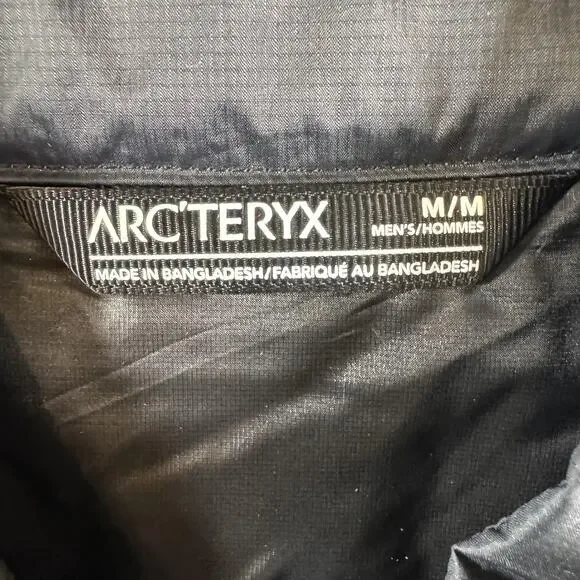 ARC'TERYX M/M
MEN'S/HOMMES
MADE IN BANGLADESH/FABRIQUÉ AU BANGLADESH